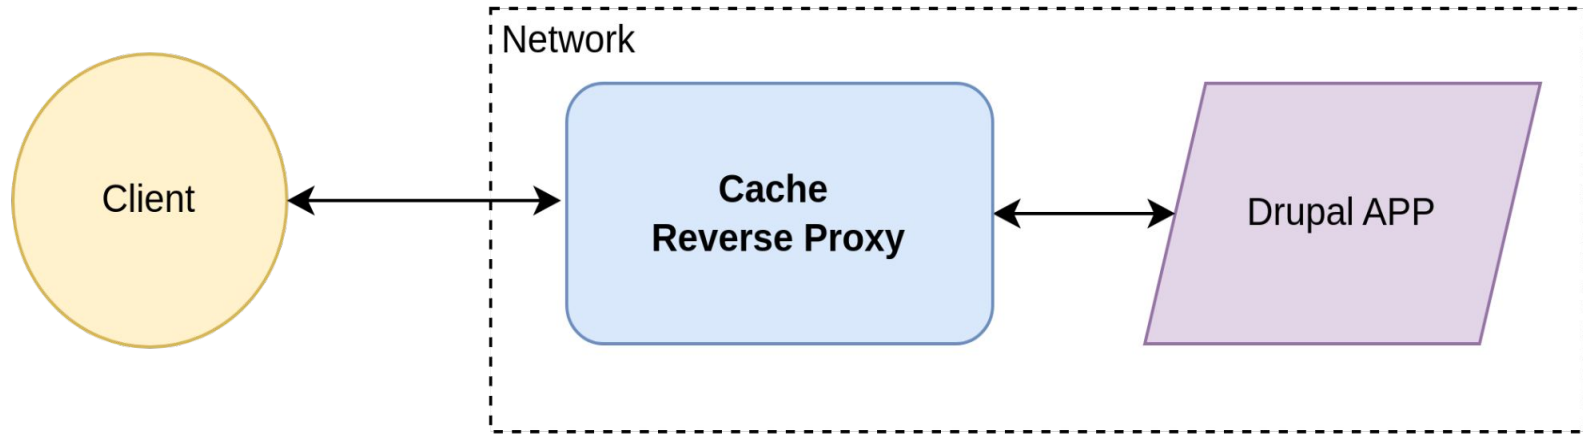 Network
Client
Cache
Reverse Proxy
Drupal APP